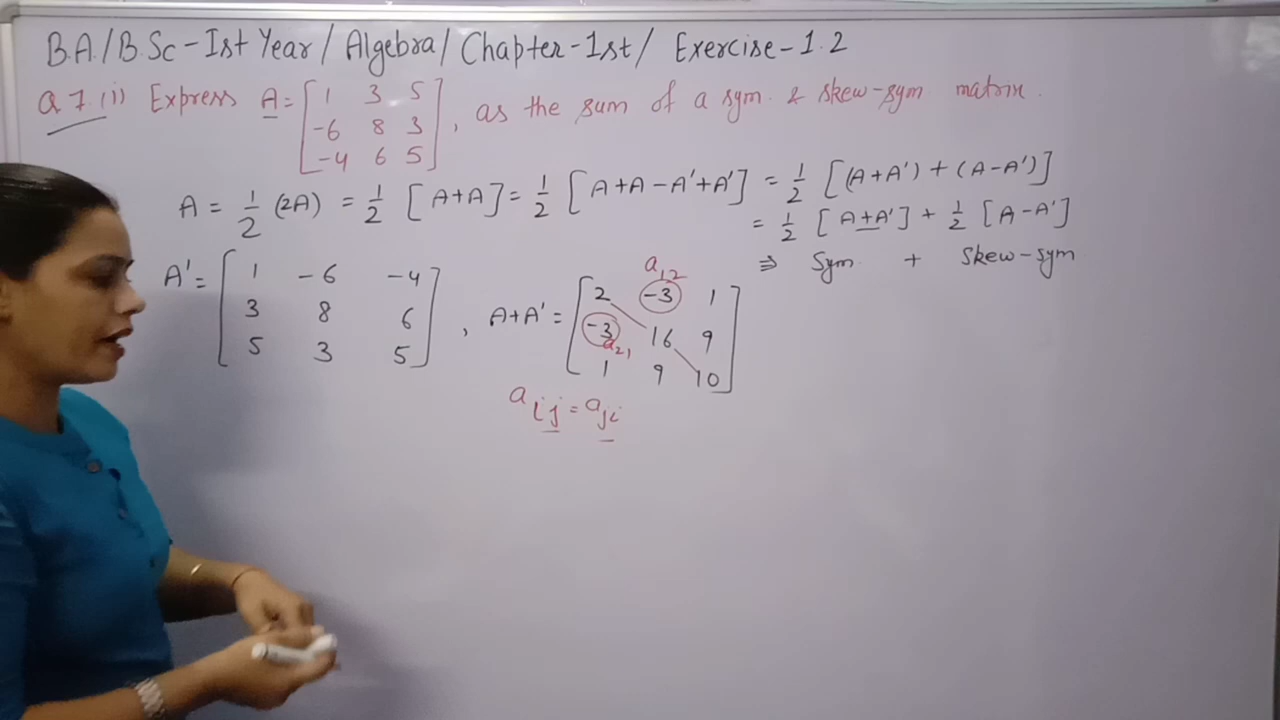 B.A./B.Sc - Ist Year / Algebra / Chapter - 1st / Exercise - 1.2
Q 7.(i) Express A = [1 3 5
-6 8 3
-4 6 5], as the sum of a sym. & skew-sym matrix.
A = 1/2 (2A) = 1/2 [A+A] = 1/2 [A+A-A'+A'] = 1/2 [(A+A') + (A-A')]
= 1/2 [A+A'] + 1/2 [A-A']
⇒ Sym + Skew-sym
A' = [1 -6 -4
3 8 6
5 3 5]
, A+A' = [2 -3 1
-3 16 9
1 9 10]
a12
a21
aij = aji